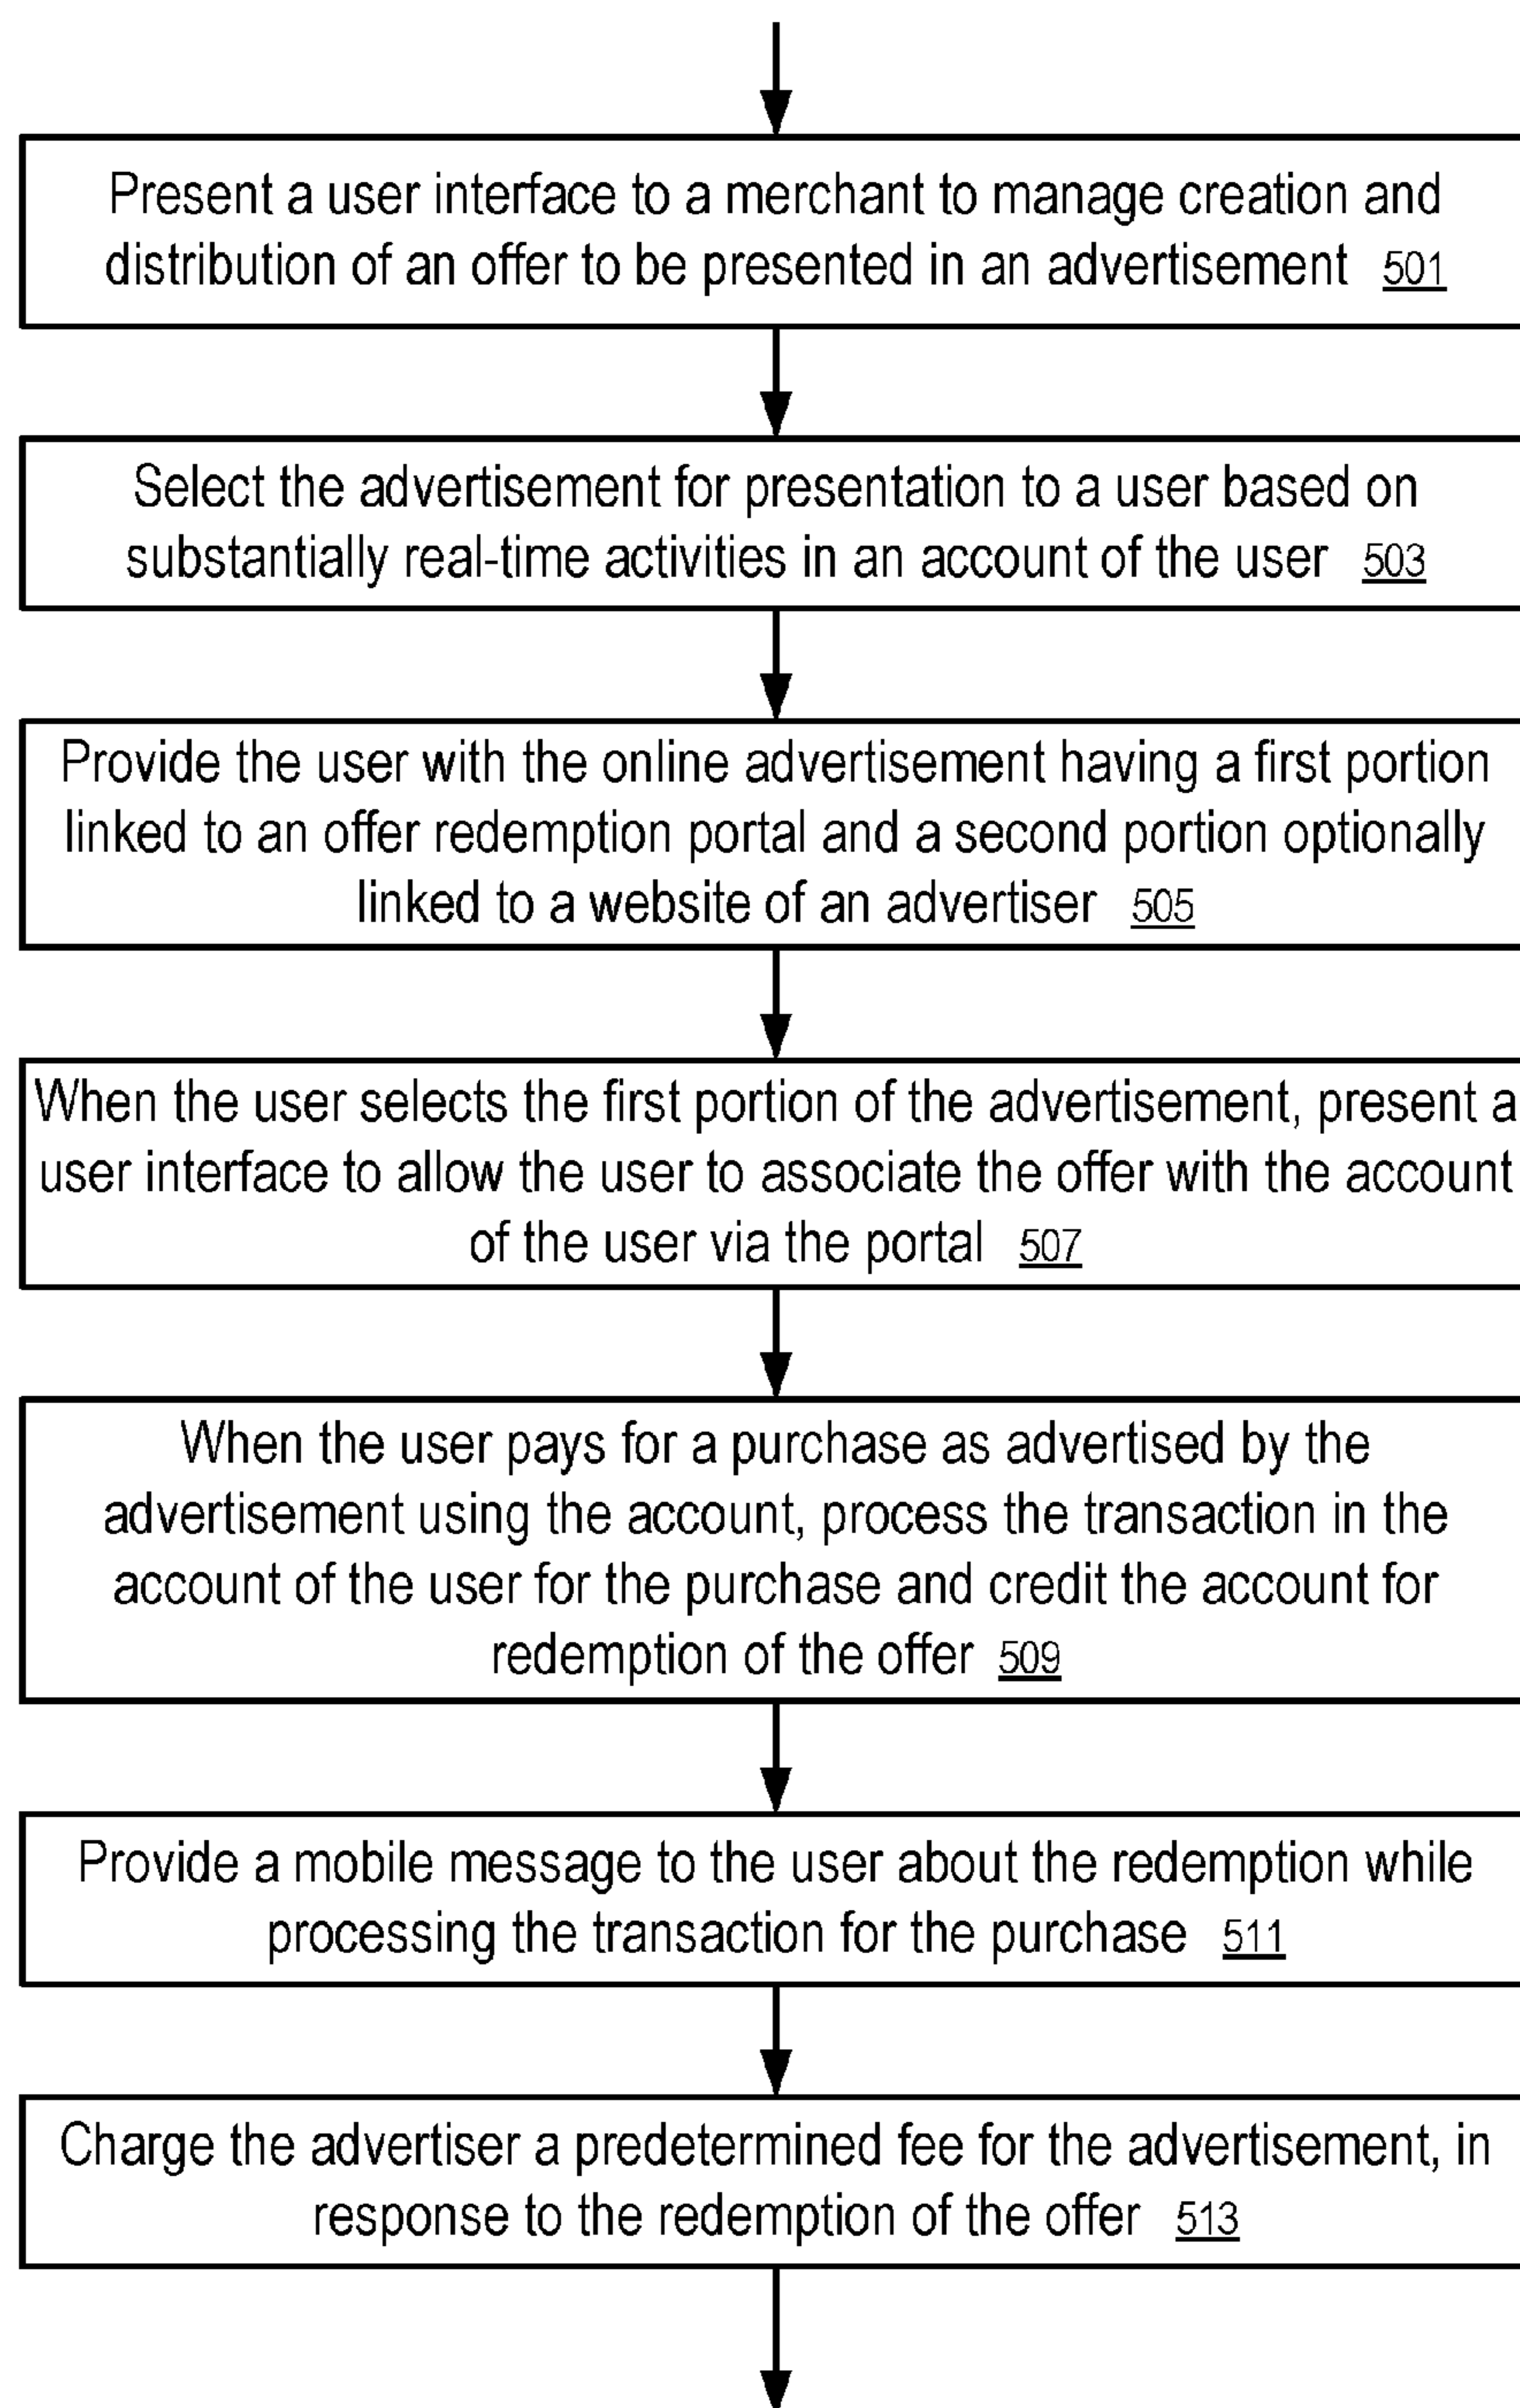 Present a user interface to a merchant to manage creation and
distribution of an offer to be presented in an advertisement 501
Select the advertisement for presentation to a user based on
substantially real-time activities in an account of the user 503
Provide the user with the online advertisement having a first portion
linked to an offer redemption portal and a second portion optionally
linked to a website of an advertiser 505
When the user selects the first portion of the advertisement, present a
user interface to allow the user to associate the offer with the account
of the user via the portal 507
When the user pays for a purchase as advertised by the
advertisement using the account, process the transaction in the
account of the user for the purchase and credit the account for
redemption of the offer 509
Provide a mobile message to the user about the redemption while
processing the transaction for the purchase 511
Charge the advertiser a predetermined fee for the advertisement, in
response to the redemption of the offer 513